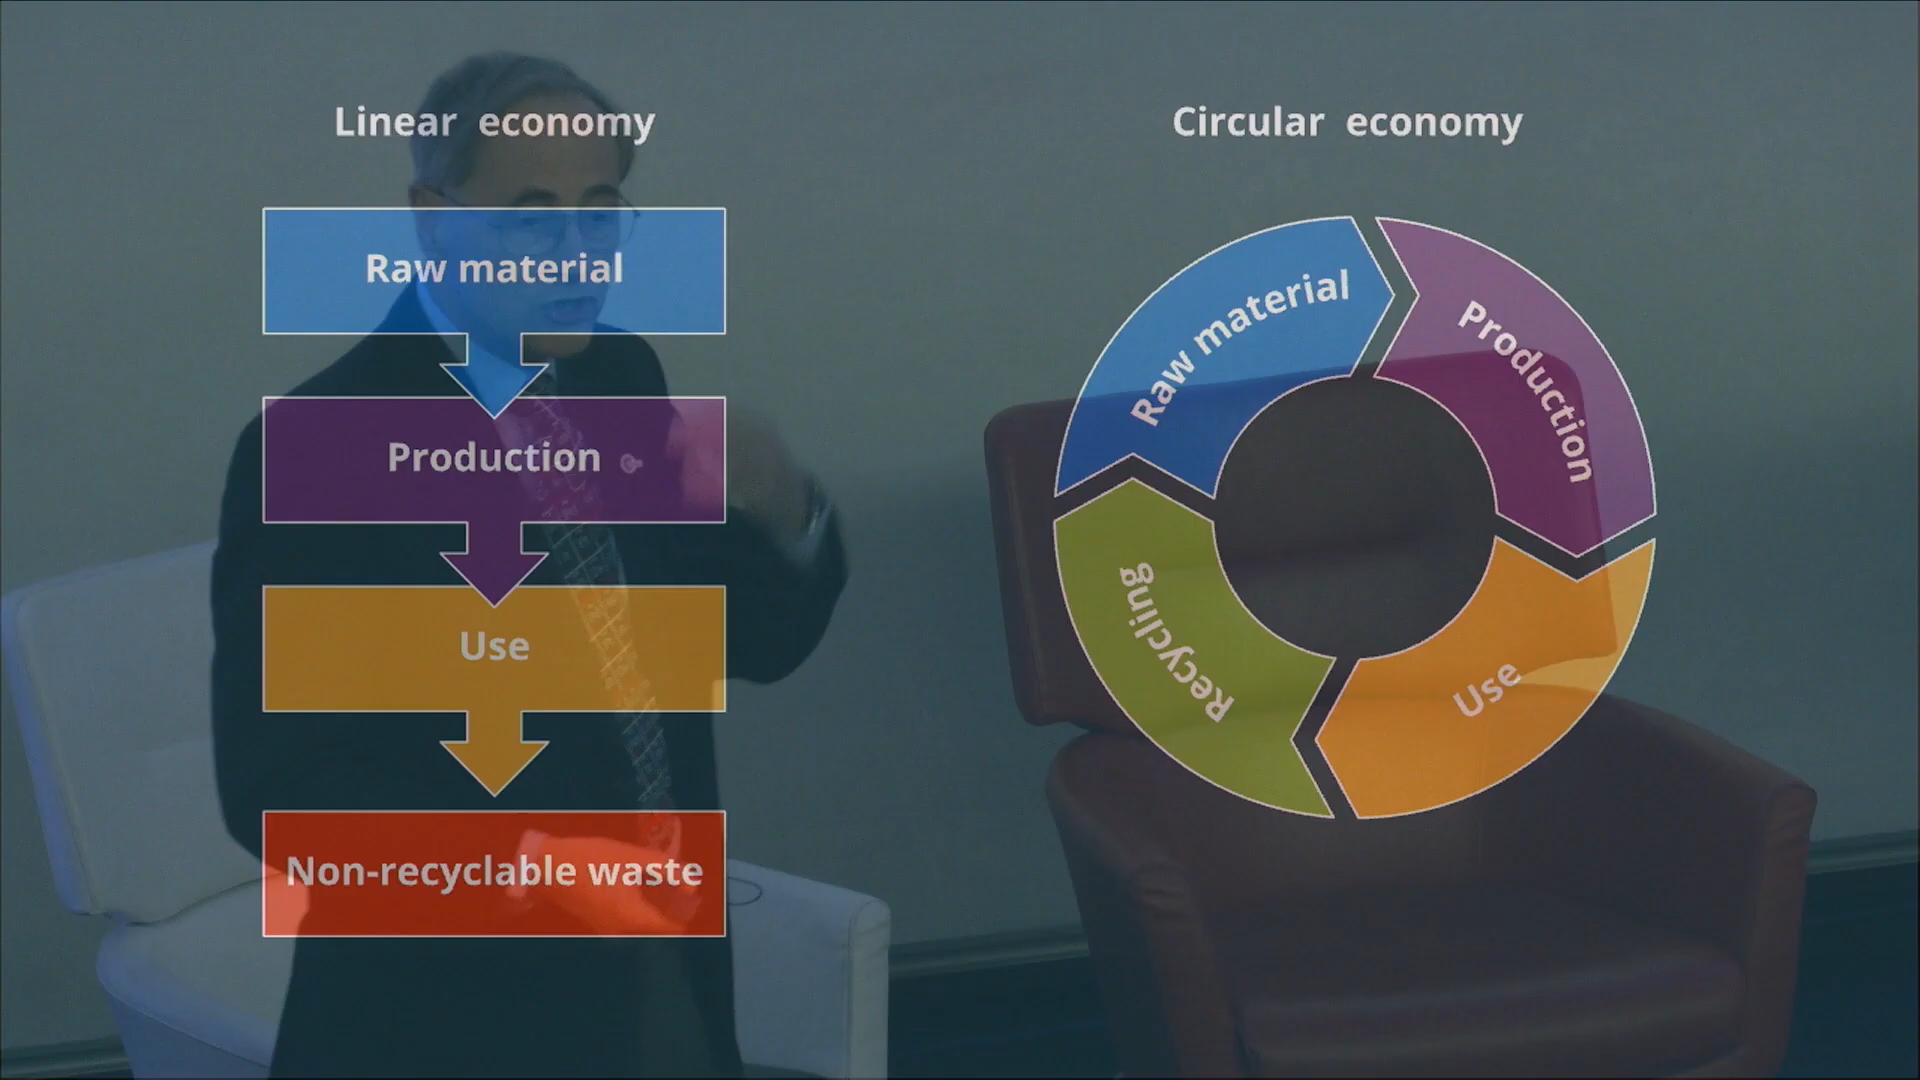 Linear economy
Raw material
Production
Use
Non-recyclable waste
Circular economy
Raw material
Production
Use
Recycling